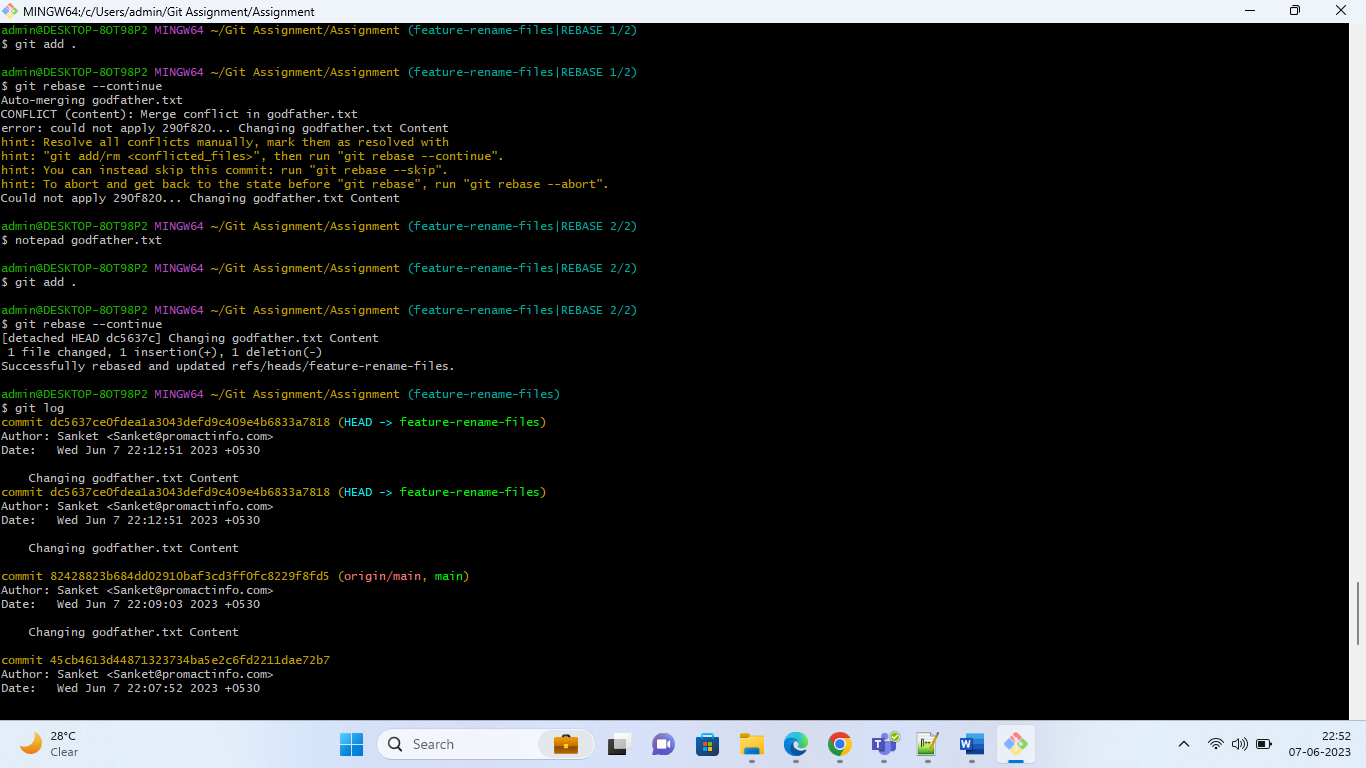 MINGW64:/c/Users/admin/Git Assignment/Assignment
admin@DESKTOP-8OT98P2 MINGW64 ~/Git Assignment/Assignment (feature-rename-files|REBASE 1/2)
$ git add .
admin@DESKTOP-8OT98P2 MINGW64 ~/Git Assignment/Assignment (feature-rename-files|REBASE 1/2)
$ git rebase --continue
Auto-merging godfather.txt
CONFLICT (content): Merge conflict in godfather.txt
error: could not apply 290f820... Changing godfather.txt Content
hint: Resolve all conflicts manually, mark them as resolved with
hint: "git add/rm <conflicted_files>", then run "git rebase --continue".
hint: You can instead skip this commit: run "git rebase --skip".
hint: To abort and get back to the state before "git rebase", run "git rebase --abort".
Could not apply 290f820... Changing godfather.txt Content
admin@DESKTOP-8OT98P2 MINGW64 ~/Git Assignment/Assignment (feature-rename-files|REBASE 2/2)
$ notepad godfather.txt
admin@DESKTOP-8OT98P2 MINGW64 ~/Git Assignment/Assignment (feature-rename-files|REBASE 2/2)
$ git add .
admin@DESKTOP-8OT98P2 MINGW64 ~/Git Assignment/Assignment (feature-rename-files|REBASE 2/2)
$ git rebase --continue
[detached HEAD dc5637c] Changing godfather.txt Content
 1 file changed, 1 insertion(+), 1 deletion(-)
Successfully rebased and updated refs/heads/feature-rename-files.
admin@DESKTOP-8OT98P2 MINGW64 ~/Git Assignment/Assignment (feature-rename-files)
$ git log
commit dc5637ce0fdea1a3043defd9c409e4b6833a7818 (HEAD -> feature-rename-files)
Author: Sanket <Sanket@promactinfo.com>
Date:   Wed Jun 7 22:12:51 2023 +0530
    Changing godfather.txt Content
commit dc5637ce0fdea1a3043defd9c409e4b6833a7818 (HEAD -> feature-rename-files)
Author: Sanket <Sanket@promactinfo.com>
Date:   Wed Jun 7 22:12:51 2023 +0530
    Changing godfather.txt Content
commit 82428823b684dd02910baf3cd3ff0fc8229f8fd5 (origin/main, main)
Author: Sanket <Sanket@promactinfo.com>
Date:   Wed Jun 7 22:09:03 2023 +0530
    Changing godfather.txt Content
commit 45cb4613d44871323734ba5e2c6fd2211dae72b7
Author: Sanket <Sanket@promactinfo.com>
Date:   Wed Jun 7 22:07:52 2023 +0530
28°C
Clear
Search
22:52
07-06-2023